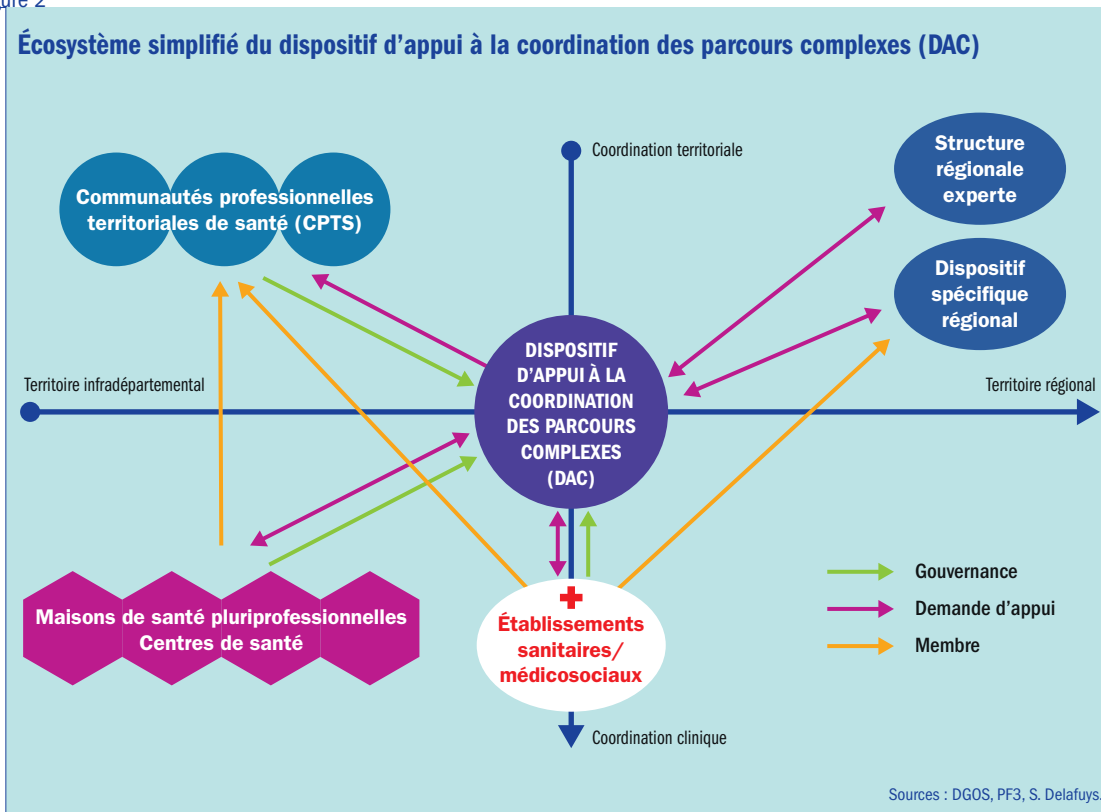 ure 2
Écosystème simplifié du dispositif d'appui à la coordination des parcours complexes (DAC)
Communautés professionnelles
territoriales de santé (CPTS)
Coordination territoriale
Structure
régionale
experte
Dispositif
spécifique
régional
Territoire infradépartemental
DISPOSITIF
D'APPUI À LA
COORDINATION
DES PARCOURS
COMPLEXES
(DAC)
Territoire régional
Maisons de santé pluriprofessionnelles
Centres de santé
Établissements
sanitaires/
médicosociaux
Gouvernance
Demande d'appui
Membre
Coordination clinique
Sources : DGOS, PF3, S. Delafuys.